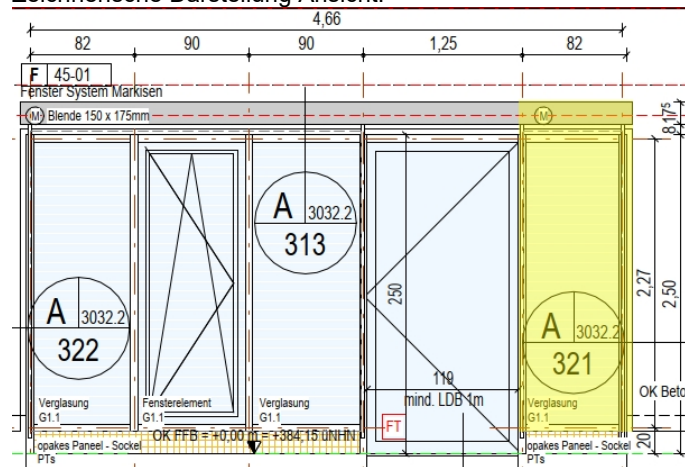 Zeichnerische Darstellung Ansicht:
4,66
82 90 90 1,25 82
F 45-01
Fenster System Markisen
M Blende 150 x 175mm M
8 17⁵
A 3032.2
313
250
2,27
2,50
A 3032.2
322
A 3032.2
321
119
mind. LDB 1m
OK Beto
Verglasung
G1.1
Fensterelement
G1.1
Verglasung
G1.1
FT
Verglasung
G1.1
OK FFB = +0,00 m = +384,15 üNHN
20
opakes Paneel - Sockel
PTs
opakes Paneel - Sockel
PTs